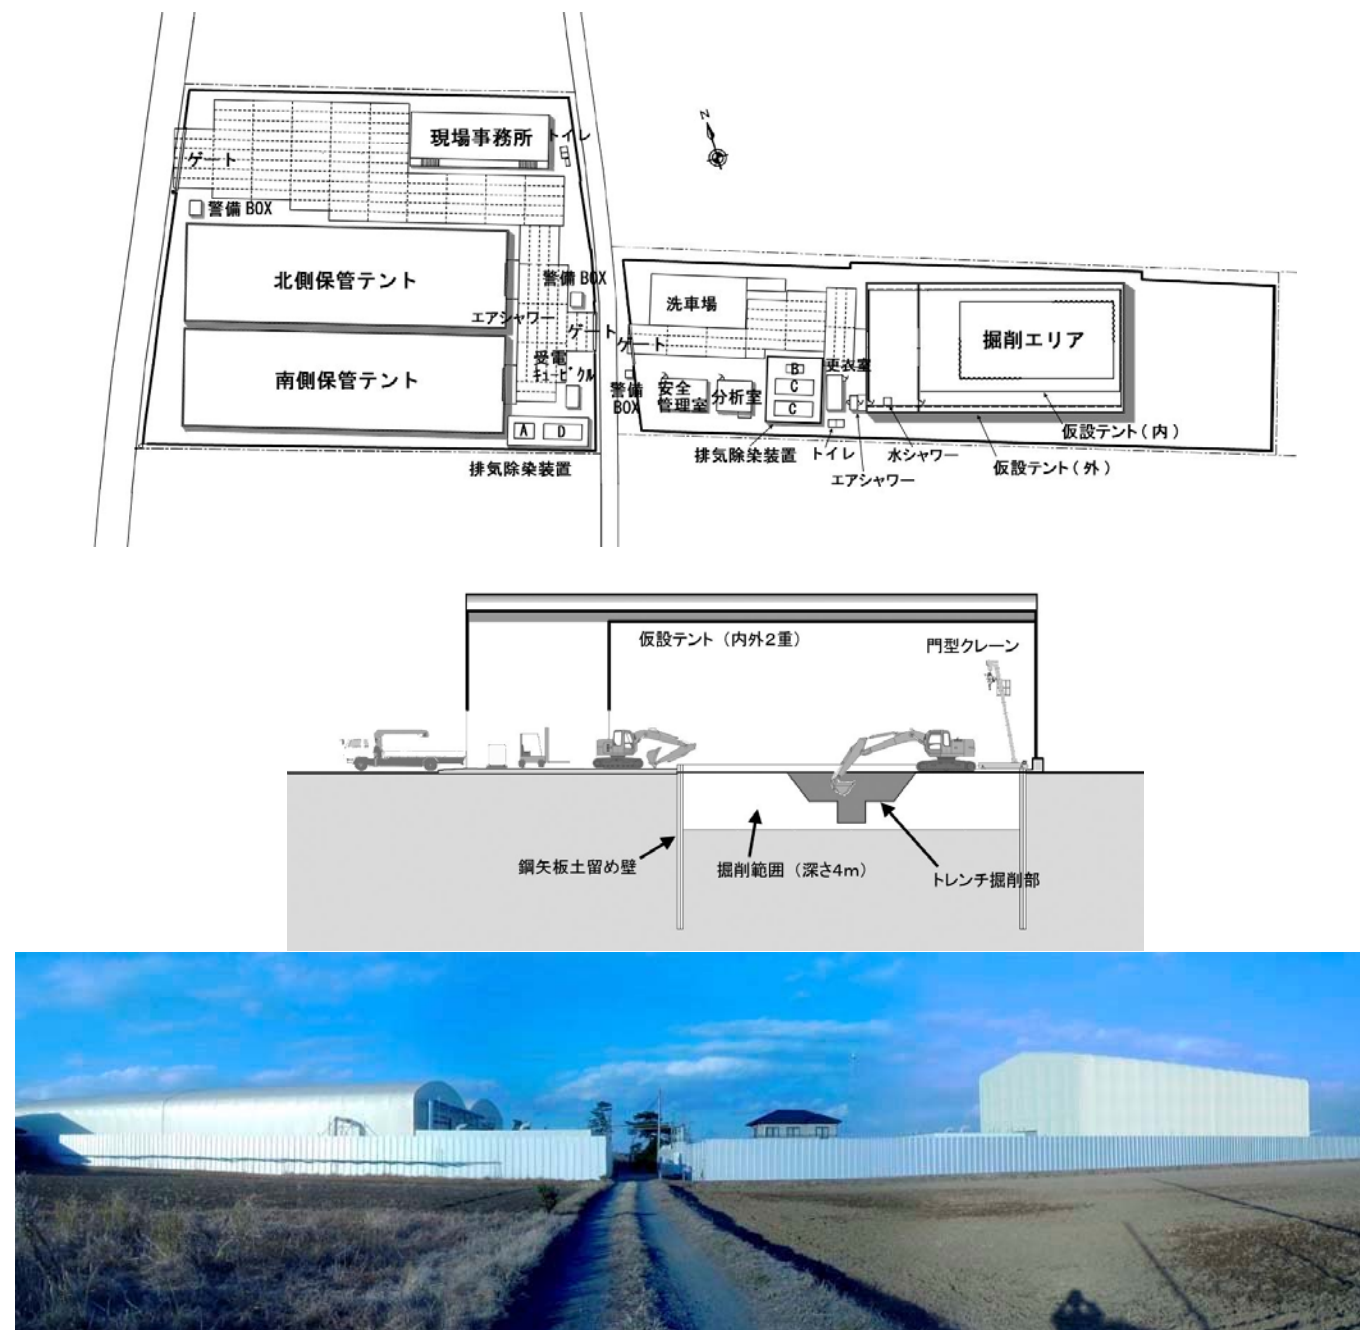 現場事務所
トイレ
ゲート
警備 BOX
北側保管テント
警備 BOX
エアシャワー
ゲート
南側保管テント
受電
キュービクル
A
D
排気除染装置
N
洗車場
ゲート
掘削エリア
警備
BOX
安全
管理室
分析室
B
C
C
更衣室
排気除染装置
トイレ
エアシャワー
水シャワー
仮設テント(内)
仮設テント(外)
仮設テント(内外2重)
門型クレーン
鋼矢板土留め壁
掘削範囲(深さ4m)
トレンチ掘削部